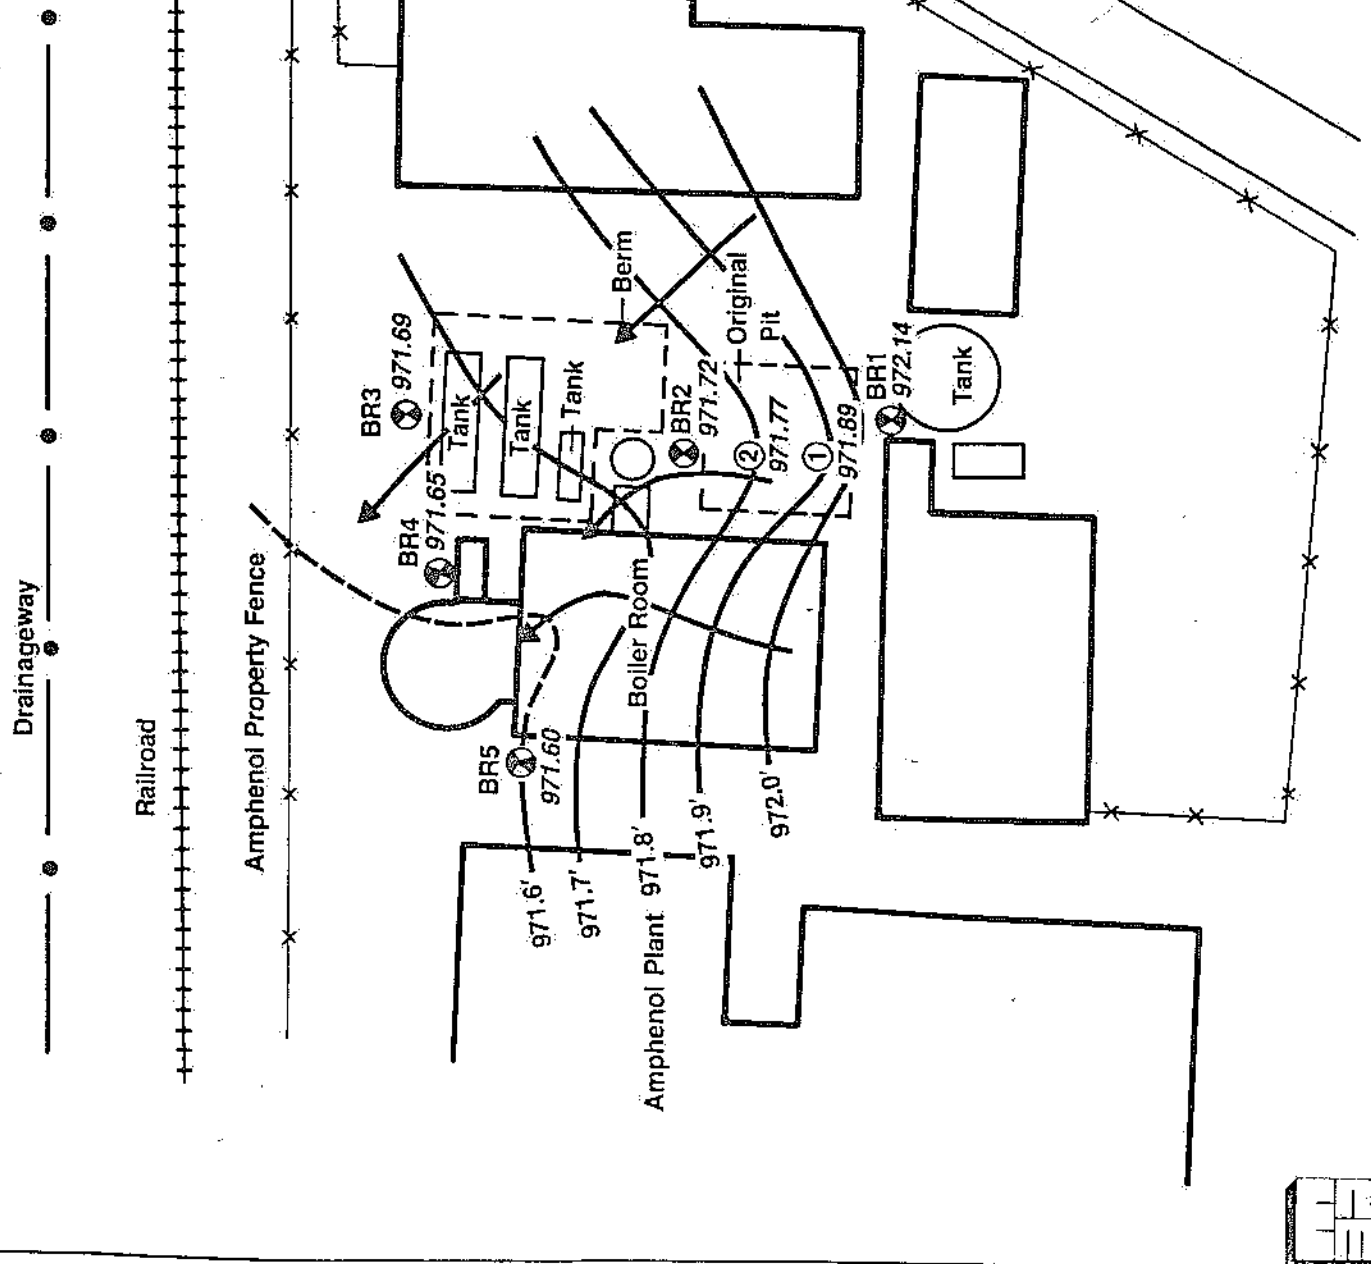 Drainageway
Railroad
Amphenol Property Fence
BR3
971.69
BR4
971.65
Tank
Tank
Tank
Berm
BR2
971.72
Original
Pit
2
971.77
1
971.89
BR1
972.14
Tank
Boiler Room
BR5
971.60
971.6'
971.7'
971.8'
971.9'
972.0'
Amphenol Plant